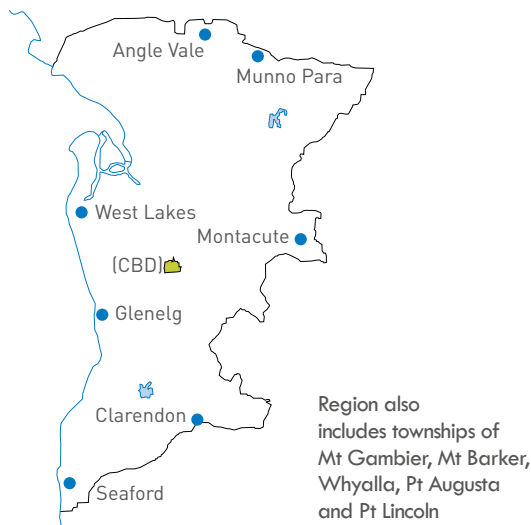 Angle Vale
Munno Para
West Lakes
Montacute
(CBD)
Glenelg
Clarendon
Seaford
Region also
includes townships of
Mt Gambier, Mt Barker,
Whyalla, Pt Augusta
and Pt Lincoln